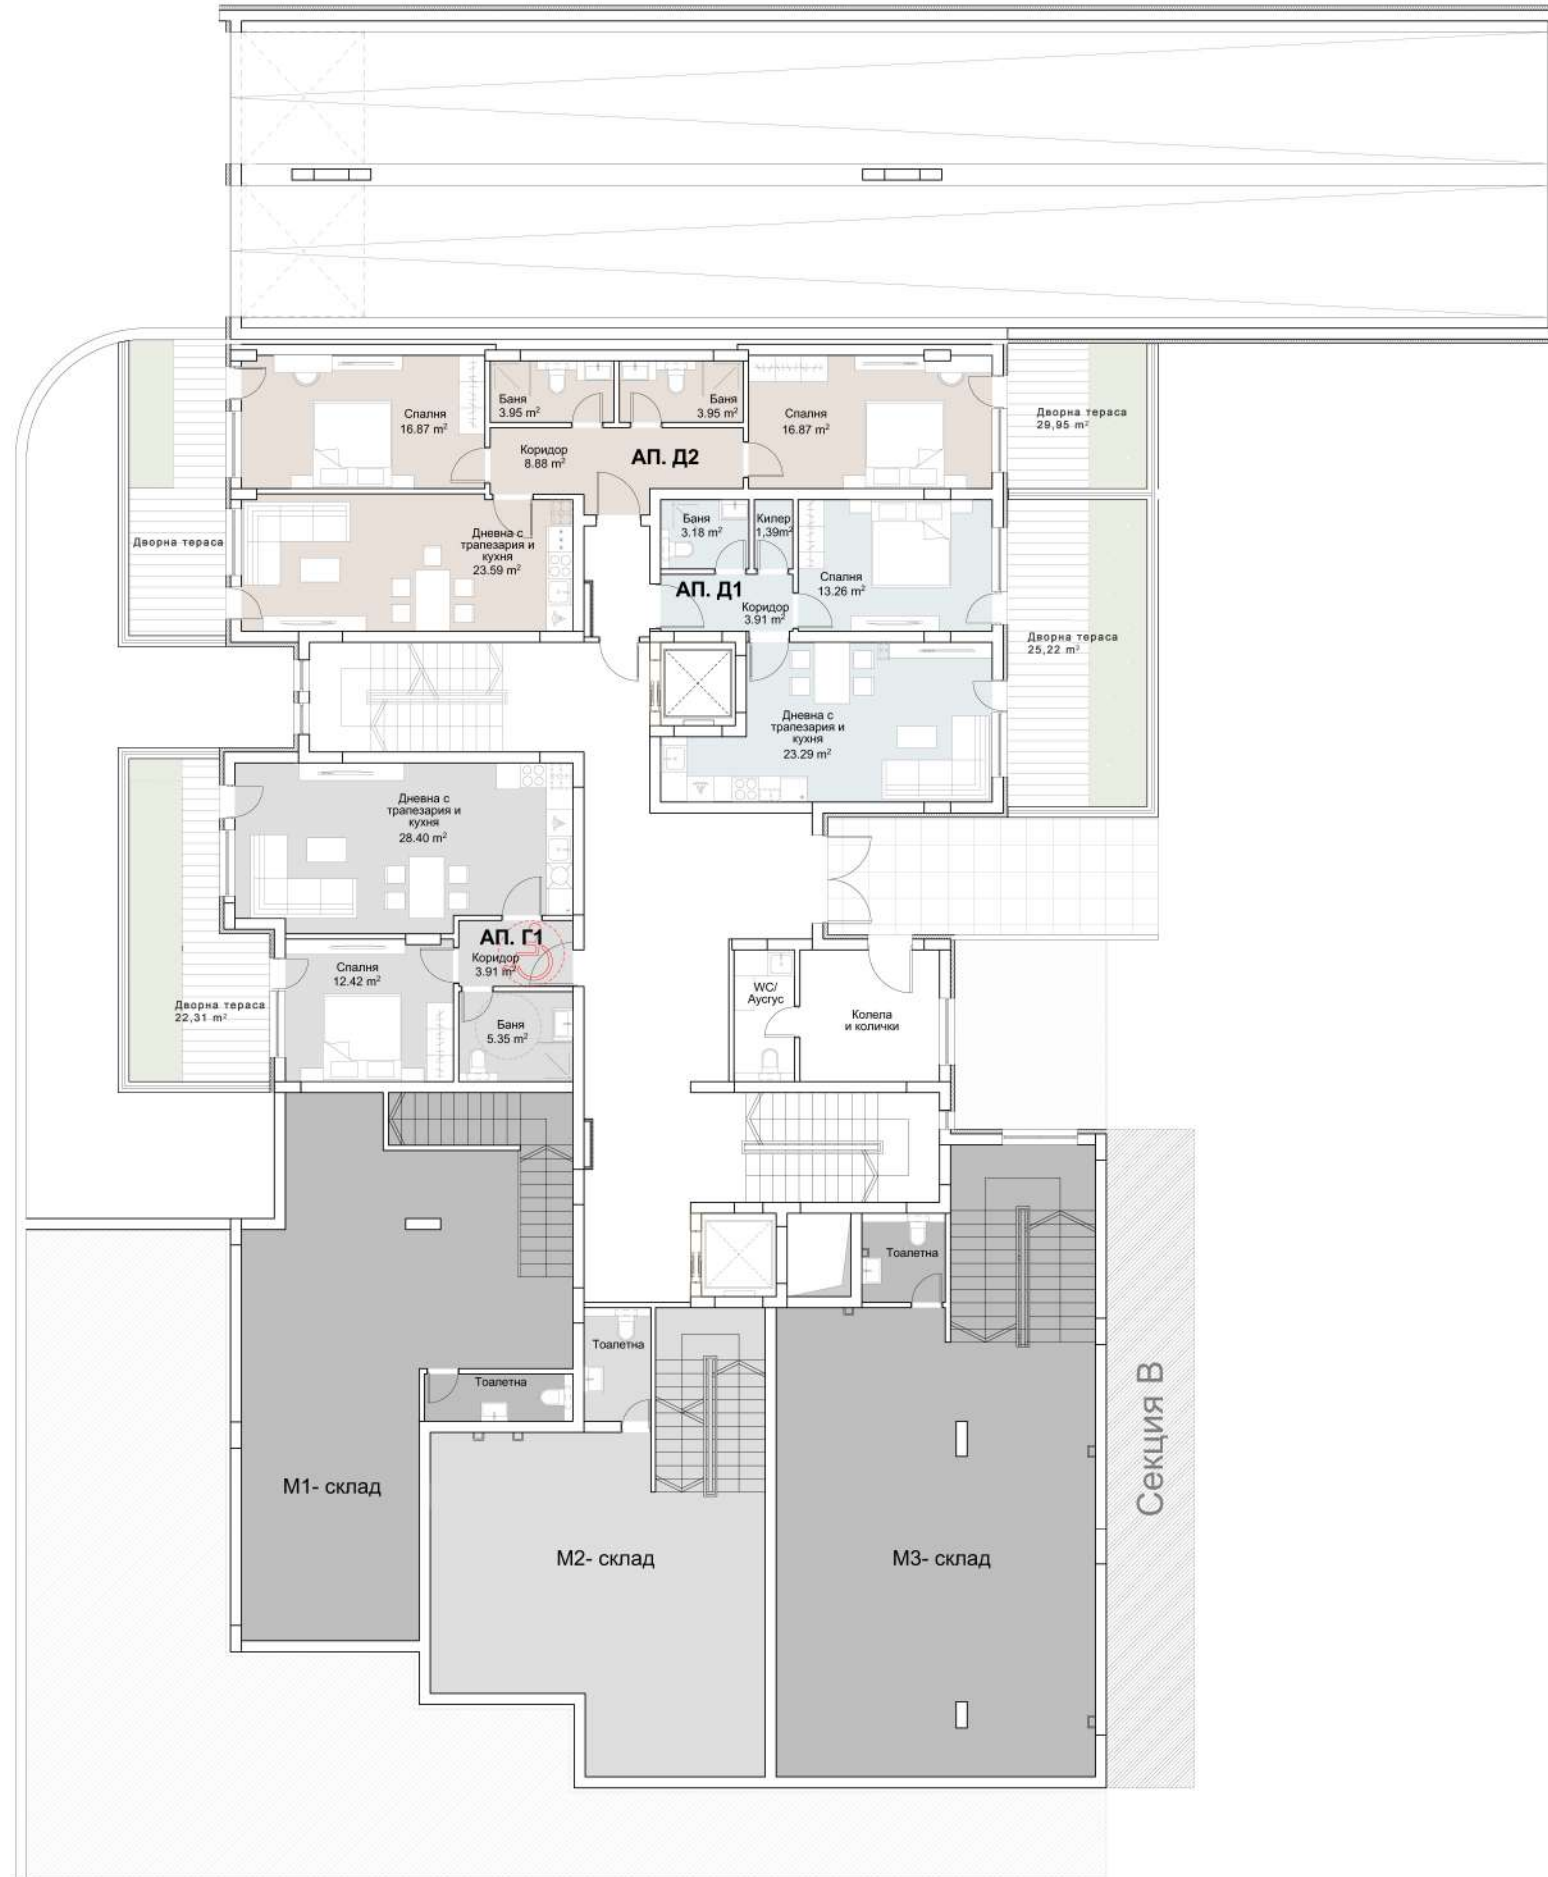 Спалня
16.87 m²
Баня
3.95 m²
Баня
3.95 m²
Спалня
16.87 m²
Дворна тераса
29,95 m²
Коридор
8.88 m²
АП. Д2
Дворна тераса
Дневна с
трапезария и
кухня
23.59 m²
Баня
3.18 m²
Килер
1,39m²
АП. Д1
Коридор
3.91 m²
Спалня
13.26 m²
Дворна тераса
25,22 m²
Дневна с
трапезария и
кухня
23.29 m²
Дневна с
трапезария и
кухня
28.40 m²
АП. Г1
Коридор
3.91 m²
Спалня
12.42 m²
Дворна тераса
22,31 m²
Баня
5.35 m²
WC/
Аусгус
Колела
и колички
Тоалетна
Тоалетна
Тоалетна
М1- склад
М2- склад
М3- склад
Секция В